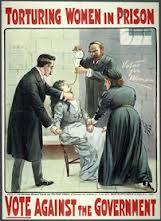 TORTURING WOMEN IN PRISON
Votes
for
Women
VOTE AGAINST THE GOVERNMENT